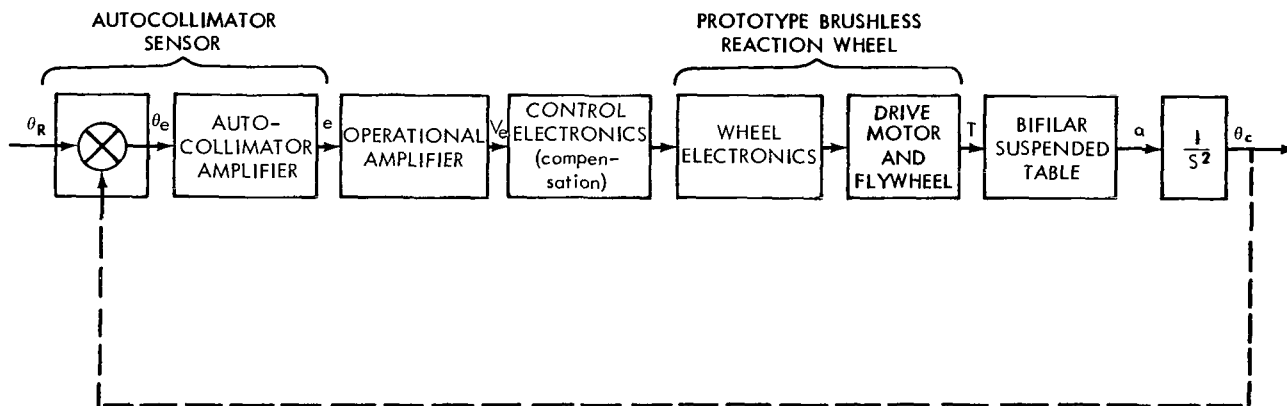 AUTOCOLLIMATOR
SENSOR
PROTOTYPE BRUSHLESS
REACTION WHEEL
θR
θe
AUTO-
COLLIMATOR
AMPLIFIER
e
OPERATIONAL
AMPLIFIER
Ve
CONTROL
ELECTRONICS
(compen-
sation)
WHEEL
ELECTRONICS
DRIVE
MOTOR
AND
FLYWHEEL
T
BIFILAR
SUSPENDED
TABLE
a
1
S²
θc